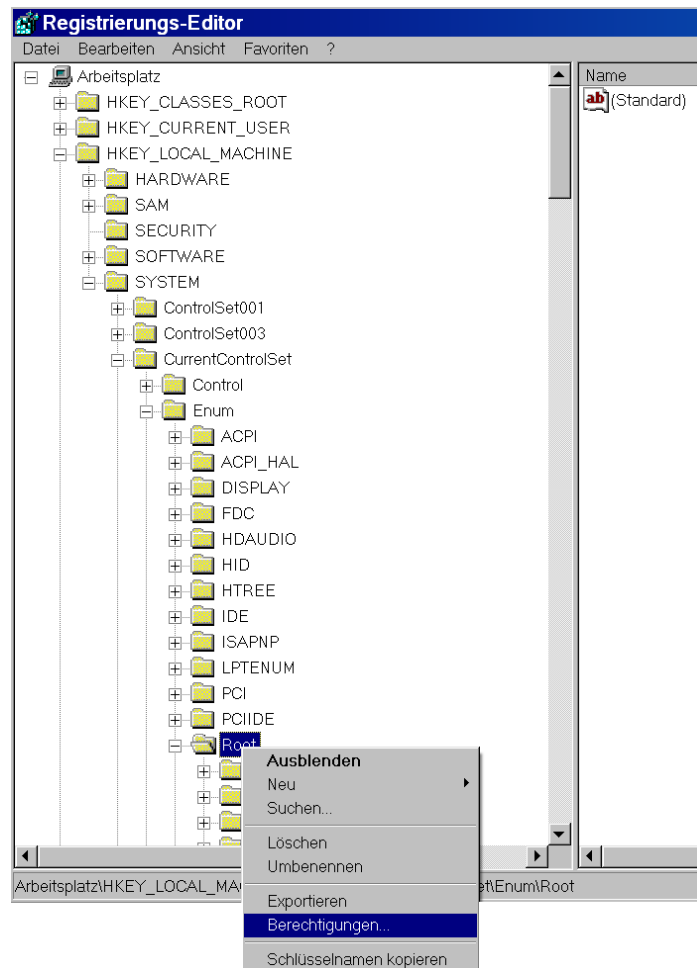 Registrierungs-Editor
Datei Bearbeiten Ansicht Favoriten ?
Arbeitsplatz
HKEY_CLASSES_ROOT
HKEY_CURRENT_USER
HKEY_LOCAL_MACHINE
HARDWARE
SAM
SECURITY
SOFTWARE
SYSTEM
ControlSet001
ControlSet003
CurrentControlSet
Control
Enum
ACPI
ACPI_HAL
DISPLAY
FDC
HDAUDIO
HID
HTREE
IDE
ISAPNP
LPTENUM
PCI
PCIIDE
Root
Name
ab (Standard)
Ausblenden
Neu
Suchen...
Löschen
Umbenennen
Exportieren
Berechtigungen...
Schlüsselnamen kopieren
Arbeitsplatz\HKEY_LOCAL_MA et\Enum\Root